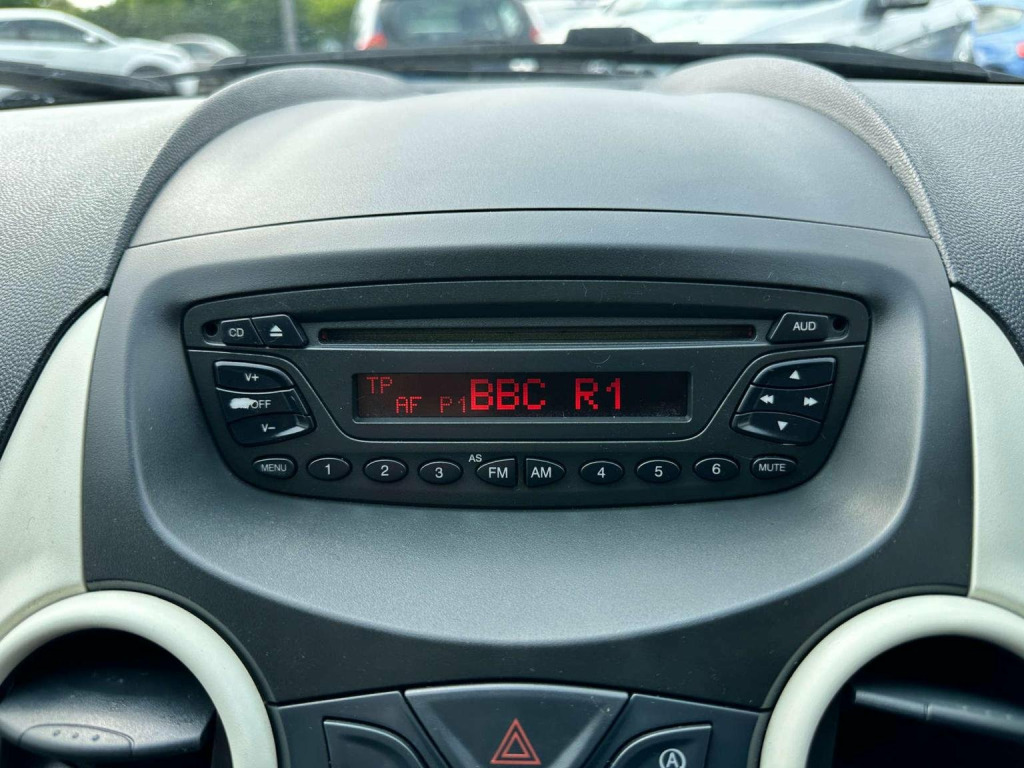 CD
AUD
V+
OFF
V-
TP
AF P1 BBC R1
MENU 1 2 3 AS FM AM 4 5 6 MUTE
A